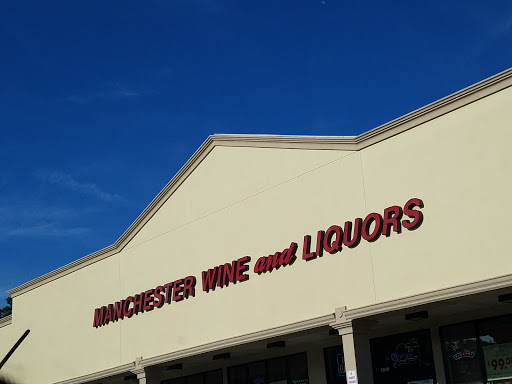 MANCHESTER WINE and LIQUORS